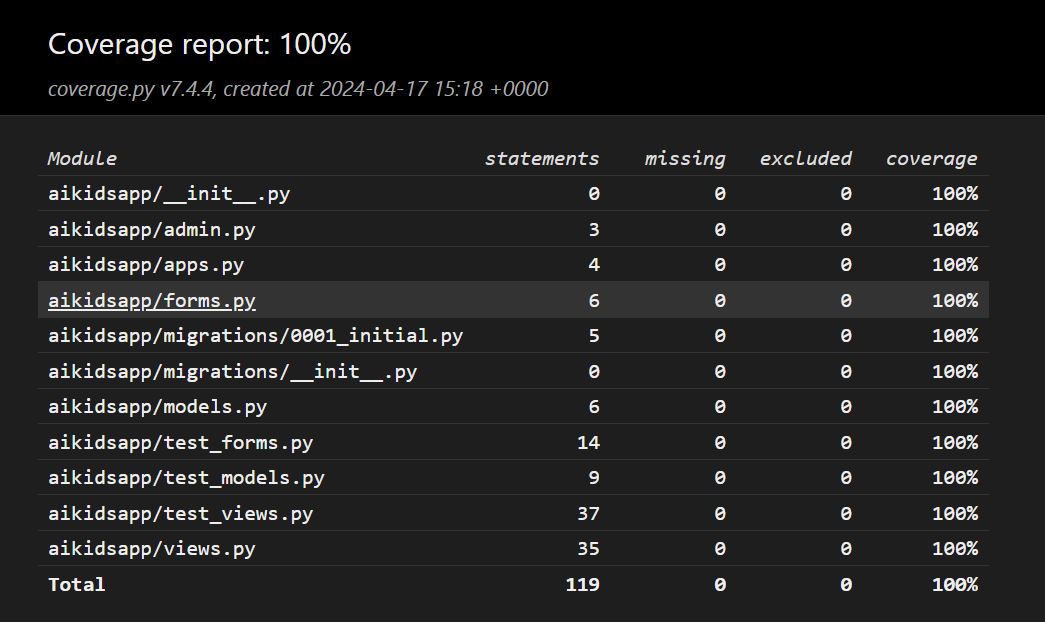 Coverage report: 100%
coverage.py v7.4.4, created at 2024-04-17 15:18 +0000
Module statements missing excluded coverage
aikidsapp/__init__.py 0 0 0 100%
aikidsapp/admin.py 3 0 0 100%
aikidsapp/apps.py 4 0 0 100%
aikidsapp/forms.py 6 0 0 100%
aikidsapp/migrations/0001_initial.py 5 0 0 100%
aikidsapp/migrations/__init__.py 0 0 0 100%
aikidsapp/models.py 6 0 0 100%
aikidsapp/test_forms.py 14 0 0 100%
aikidsapp/test_models.py 9 0 0 100%
aikidsapp/test_views.py 37 0 0 100%
aikidsapp/views.py 35 0 0 100%
Total 119 0 0 100%